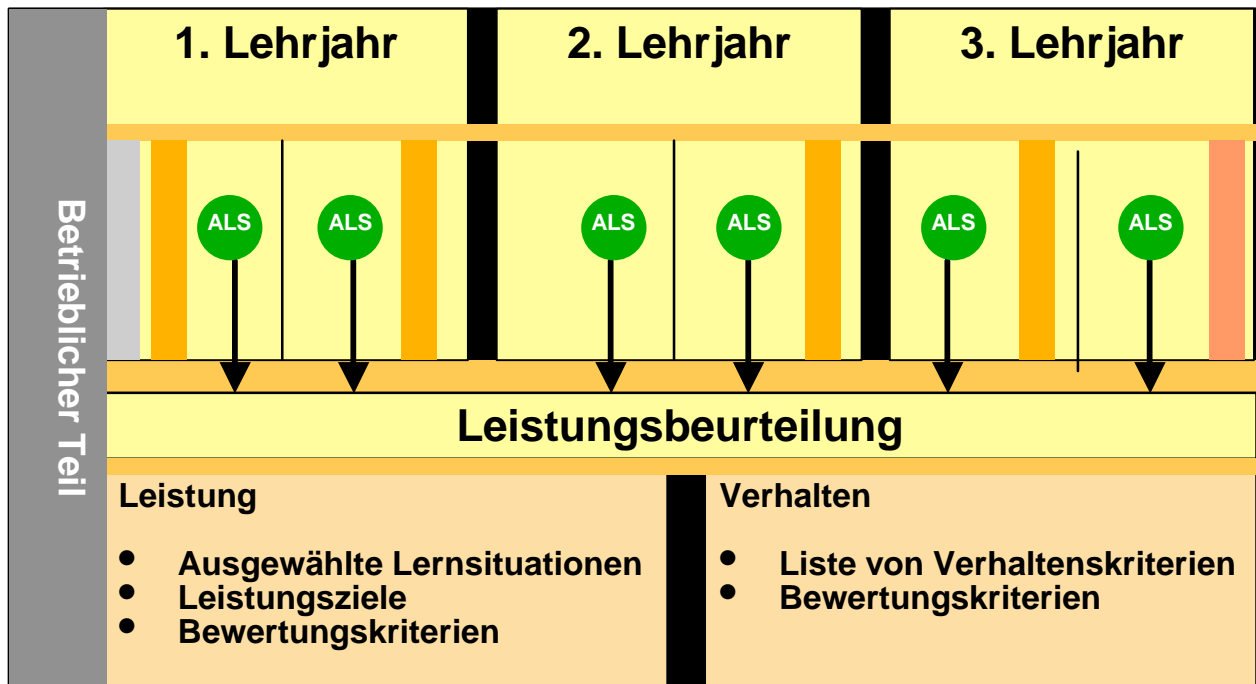 Betrieblicher Teil
1. Lehrjahr
2. Lehrjahr
3. Lehrjahr
ALS
ALS
ALS
ALS
ALS
ALS
Leistungsbeurteilung
Leistung
• Ausgewählte Lernsituationen
• Leistungsziele
• Bewertungskriterien
Verhalten
• Liste von Verhaltenskriterien
• Bewertungskriterien